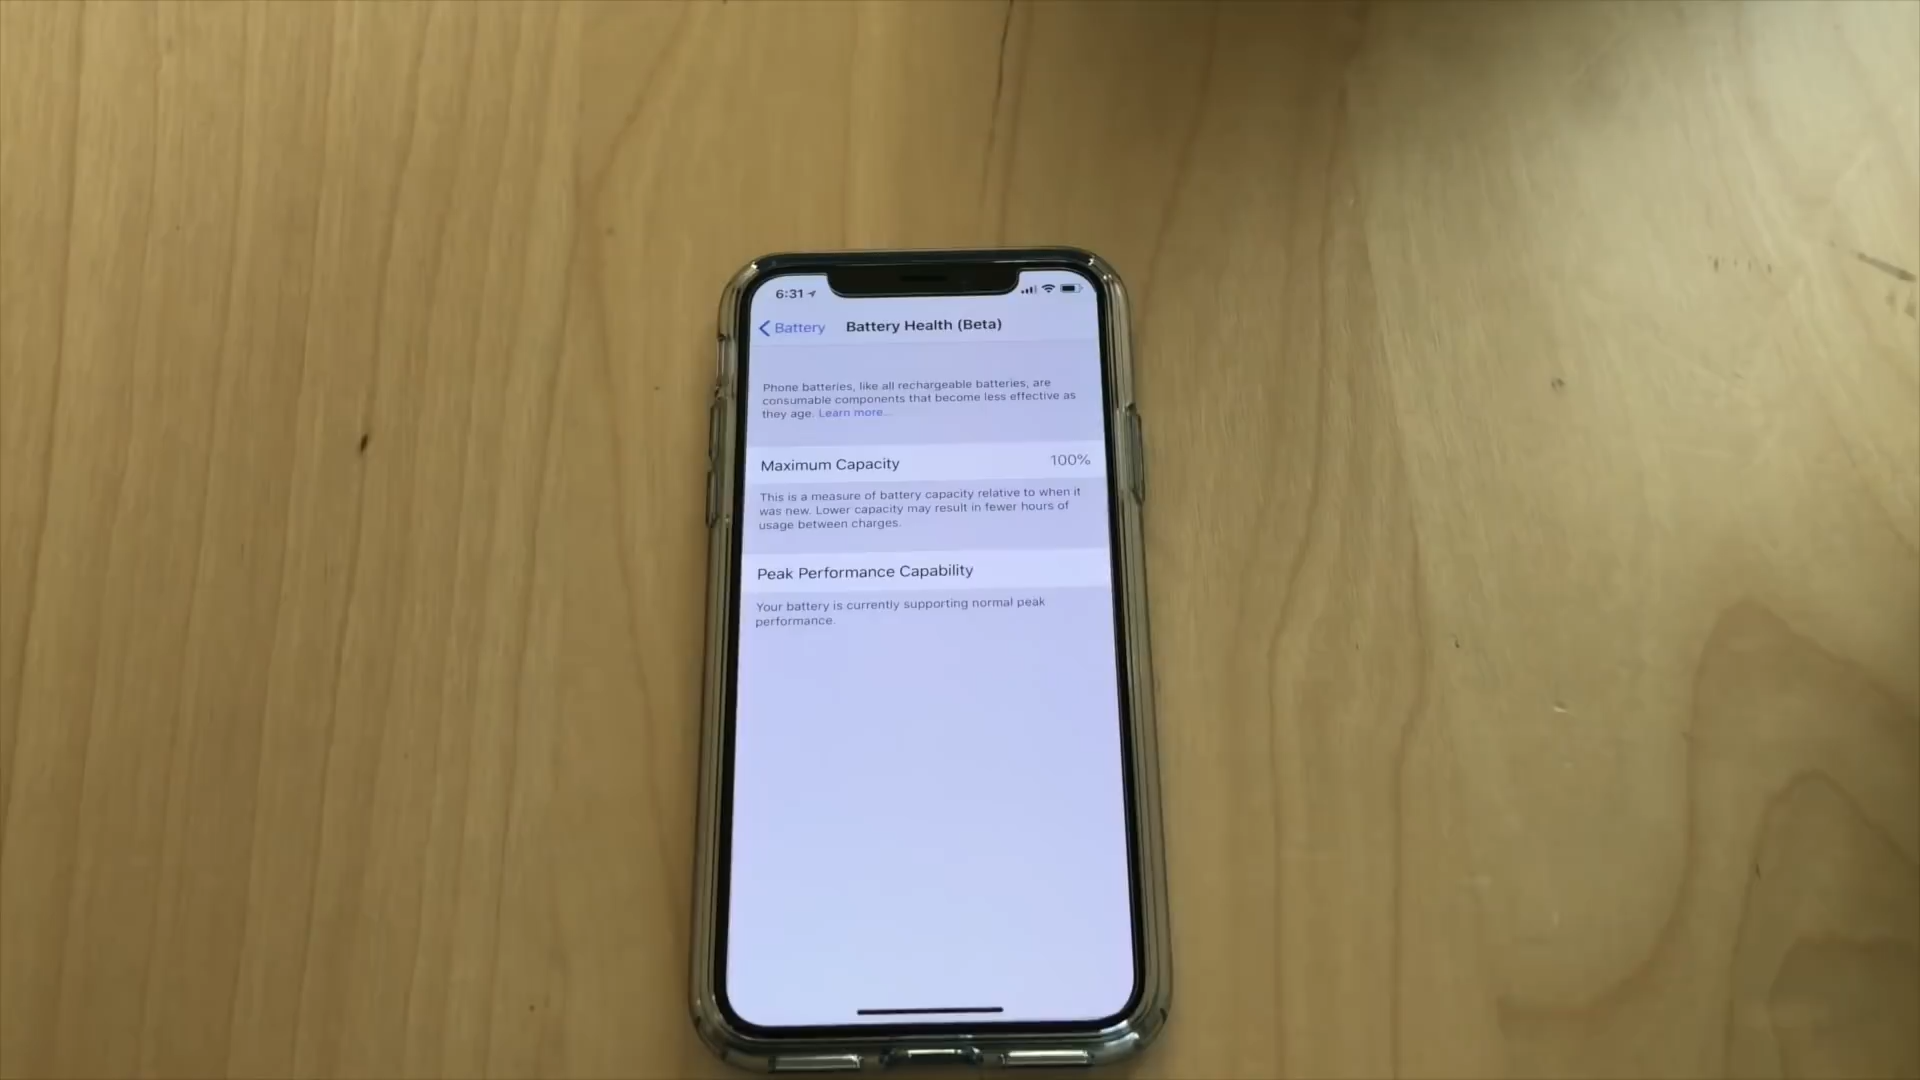 6:31
Battery
Battery Health (Beta)
Phone batteries, like all rechargeable batteries, are
consumable components that become less effective as
they age. Learn more...
Maximum Capacity 100%
This is a measure of battery capacity relative to when it
was new. Lower capacity may result in fewer hours of
usage between charges.
Peak Performance Capability
Your battery is currently supporting normal peak
performance.